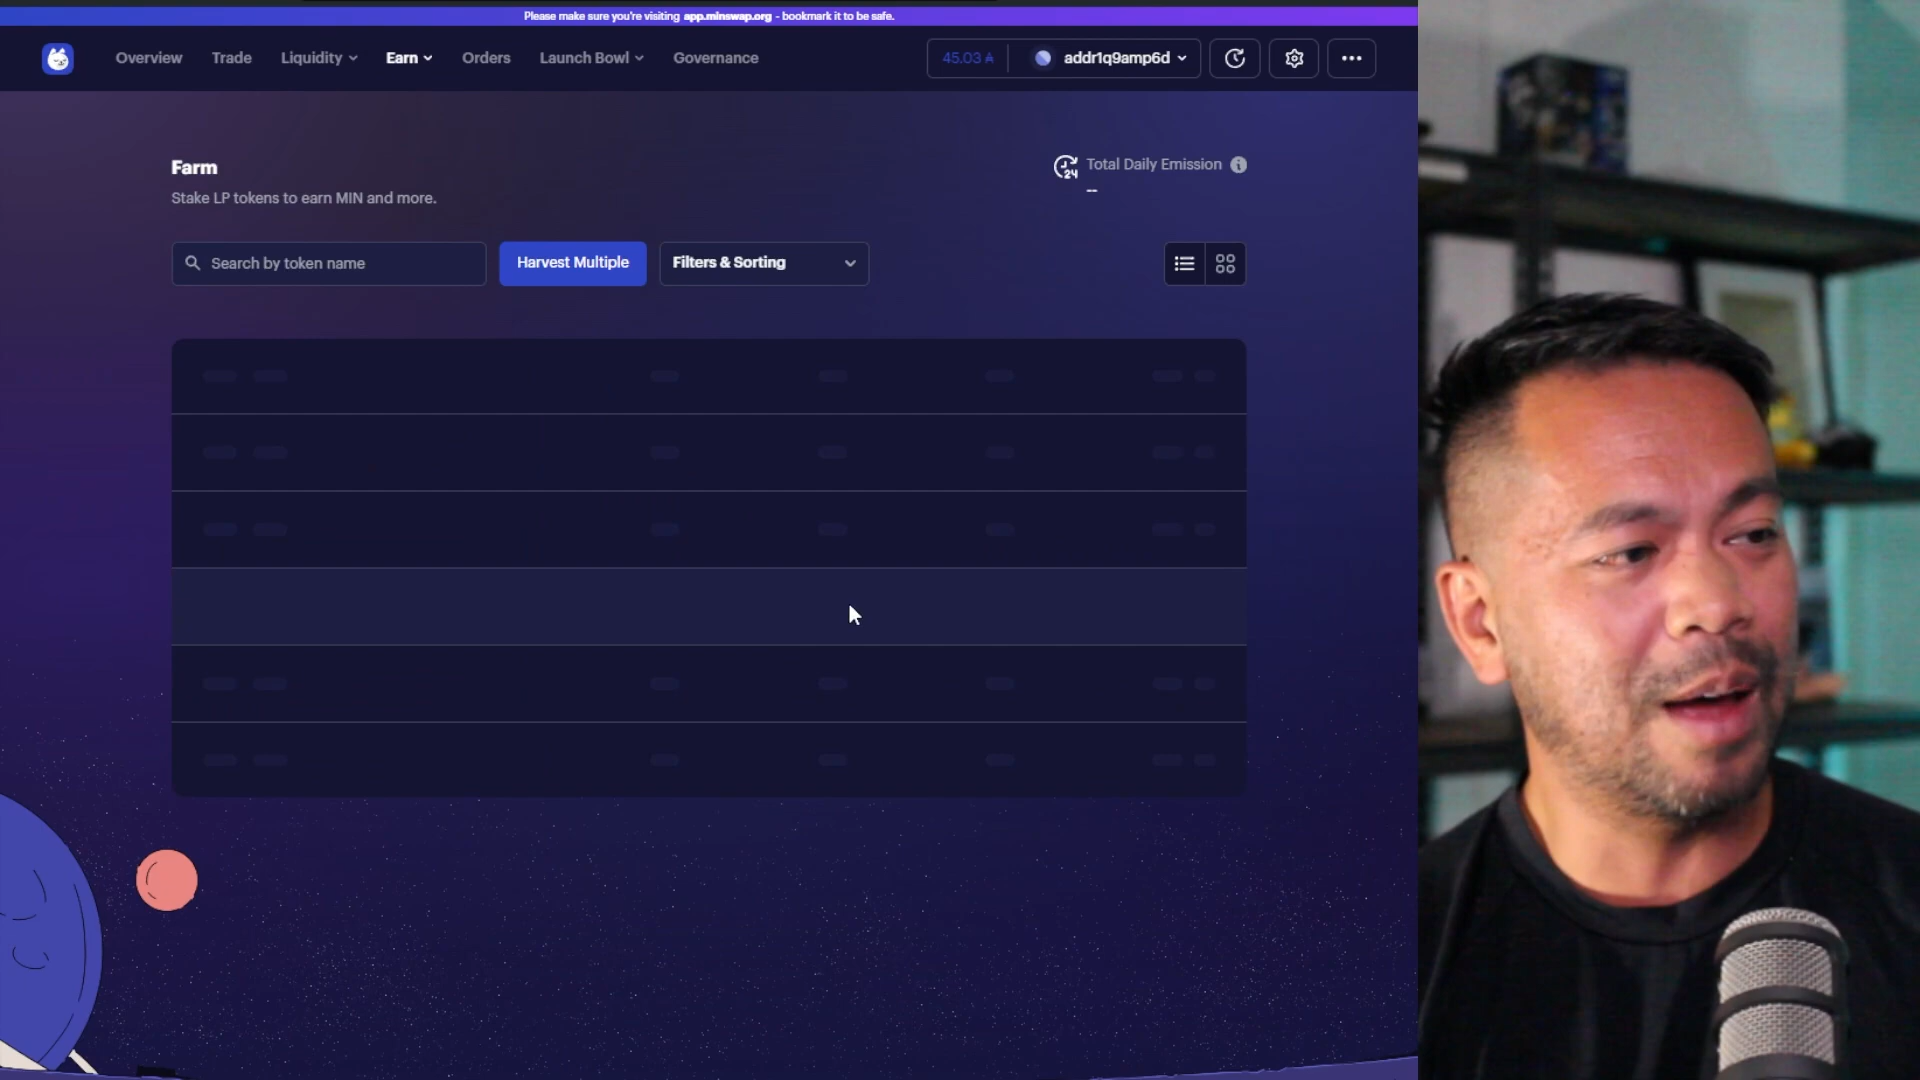 Please make sure you're visiting app.minswap.org - bookmark it to be safe.
Overview
Trade
Liquidity
Earn
Orders
Launch Bowl
Governance
45.03 ₳
addr1q9amp6d
Farm
Stake LP tokens to earn MIN and more.
24
Total Daily Emission
--
Search by token name
Harvest Multiple
Filters & Sorting